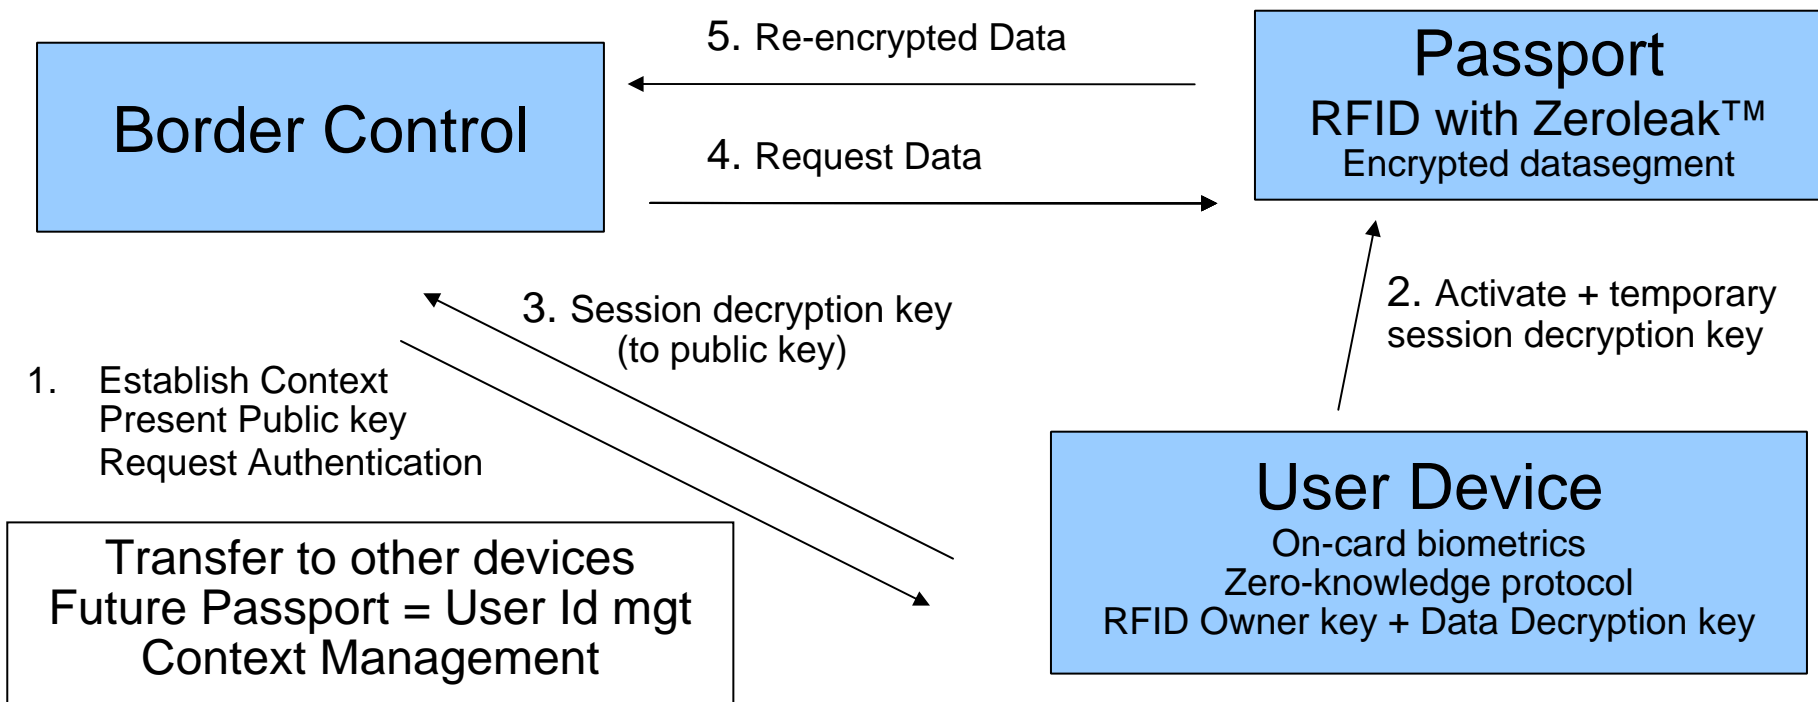 5. Re-encrypted Data
Border Control
4. Request Data
Passport
RFID with Zeroleak™
Encrypted datasegment
3. Session decryption key
(to public key)
2. Activate + temporary
session decryption key
1. Establish Context
Present Public key
Request Authentication
Transfer to other devices
Future Passport = User Id mgt
Context Management
User Device
On-card biometrics
Zero-knowledge protocol
RFID Owner key + Data Decryption key